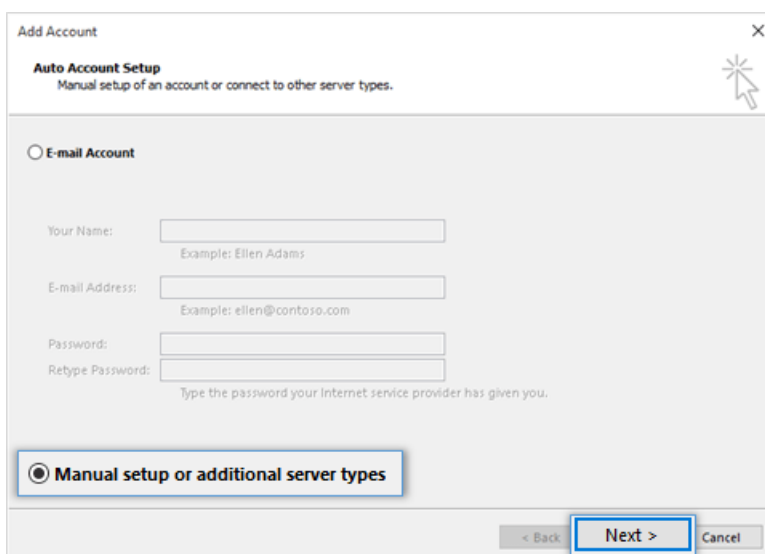 Add Account
Auto Account Setup
Manual setup of an account or connect to other server types.
E-mail Account
Your Name:
Example: Ellen Adams
E-mail Address:
Example: ellen@contoso.com
Password:
Retype Password:
Type the password your Internet service provider has given you.
Manual setup or additional server types
< Back Next > Cancel